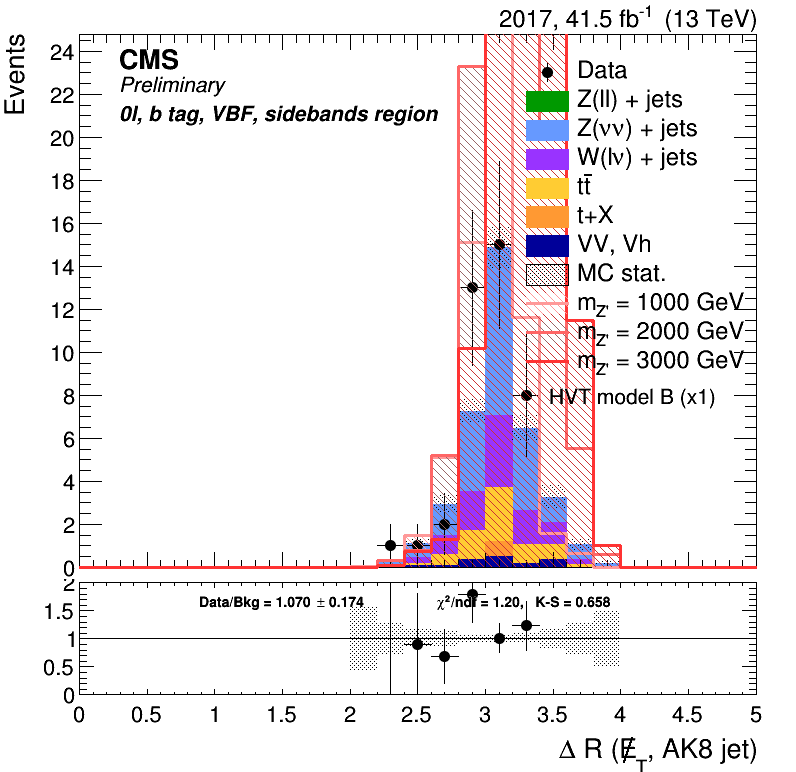 2017, 41.5 fb⁻¹ (13 TeV)
Events
CMS
Preliminary
0l, b tag, VBF, sidebands region
Data
Z(ll) + jets
Z(νν) + jets
W(lν) + jets
tt̄
t+X
VV, Vh
MC stat.
m_Z' = 1000 GeV
m_Z' = 2000 GeV
m_Z' = 3000 GeV
HVT model B (x1)
24
22
20
18
16
14
12
10
8
6
4
2
0
Data/Bkg = 1.070 ± 0.174
χ²/ndf = 1.20, K-S = 0.658
2
1.5
1
0.5
0
0 0.5 1 1.5 2 2.5 3 3.5 4 4.5 5
Δ R (E̸_T, AK8 jet)